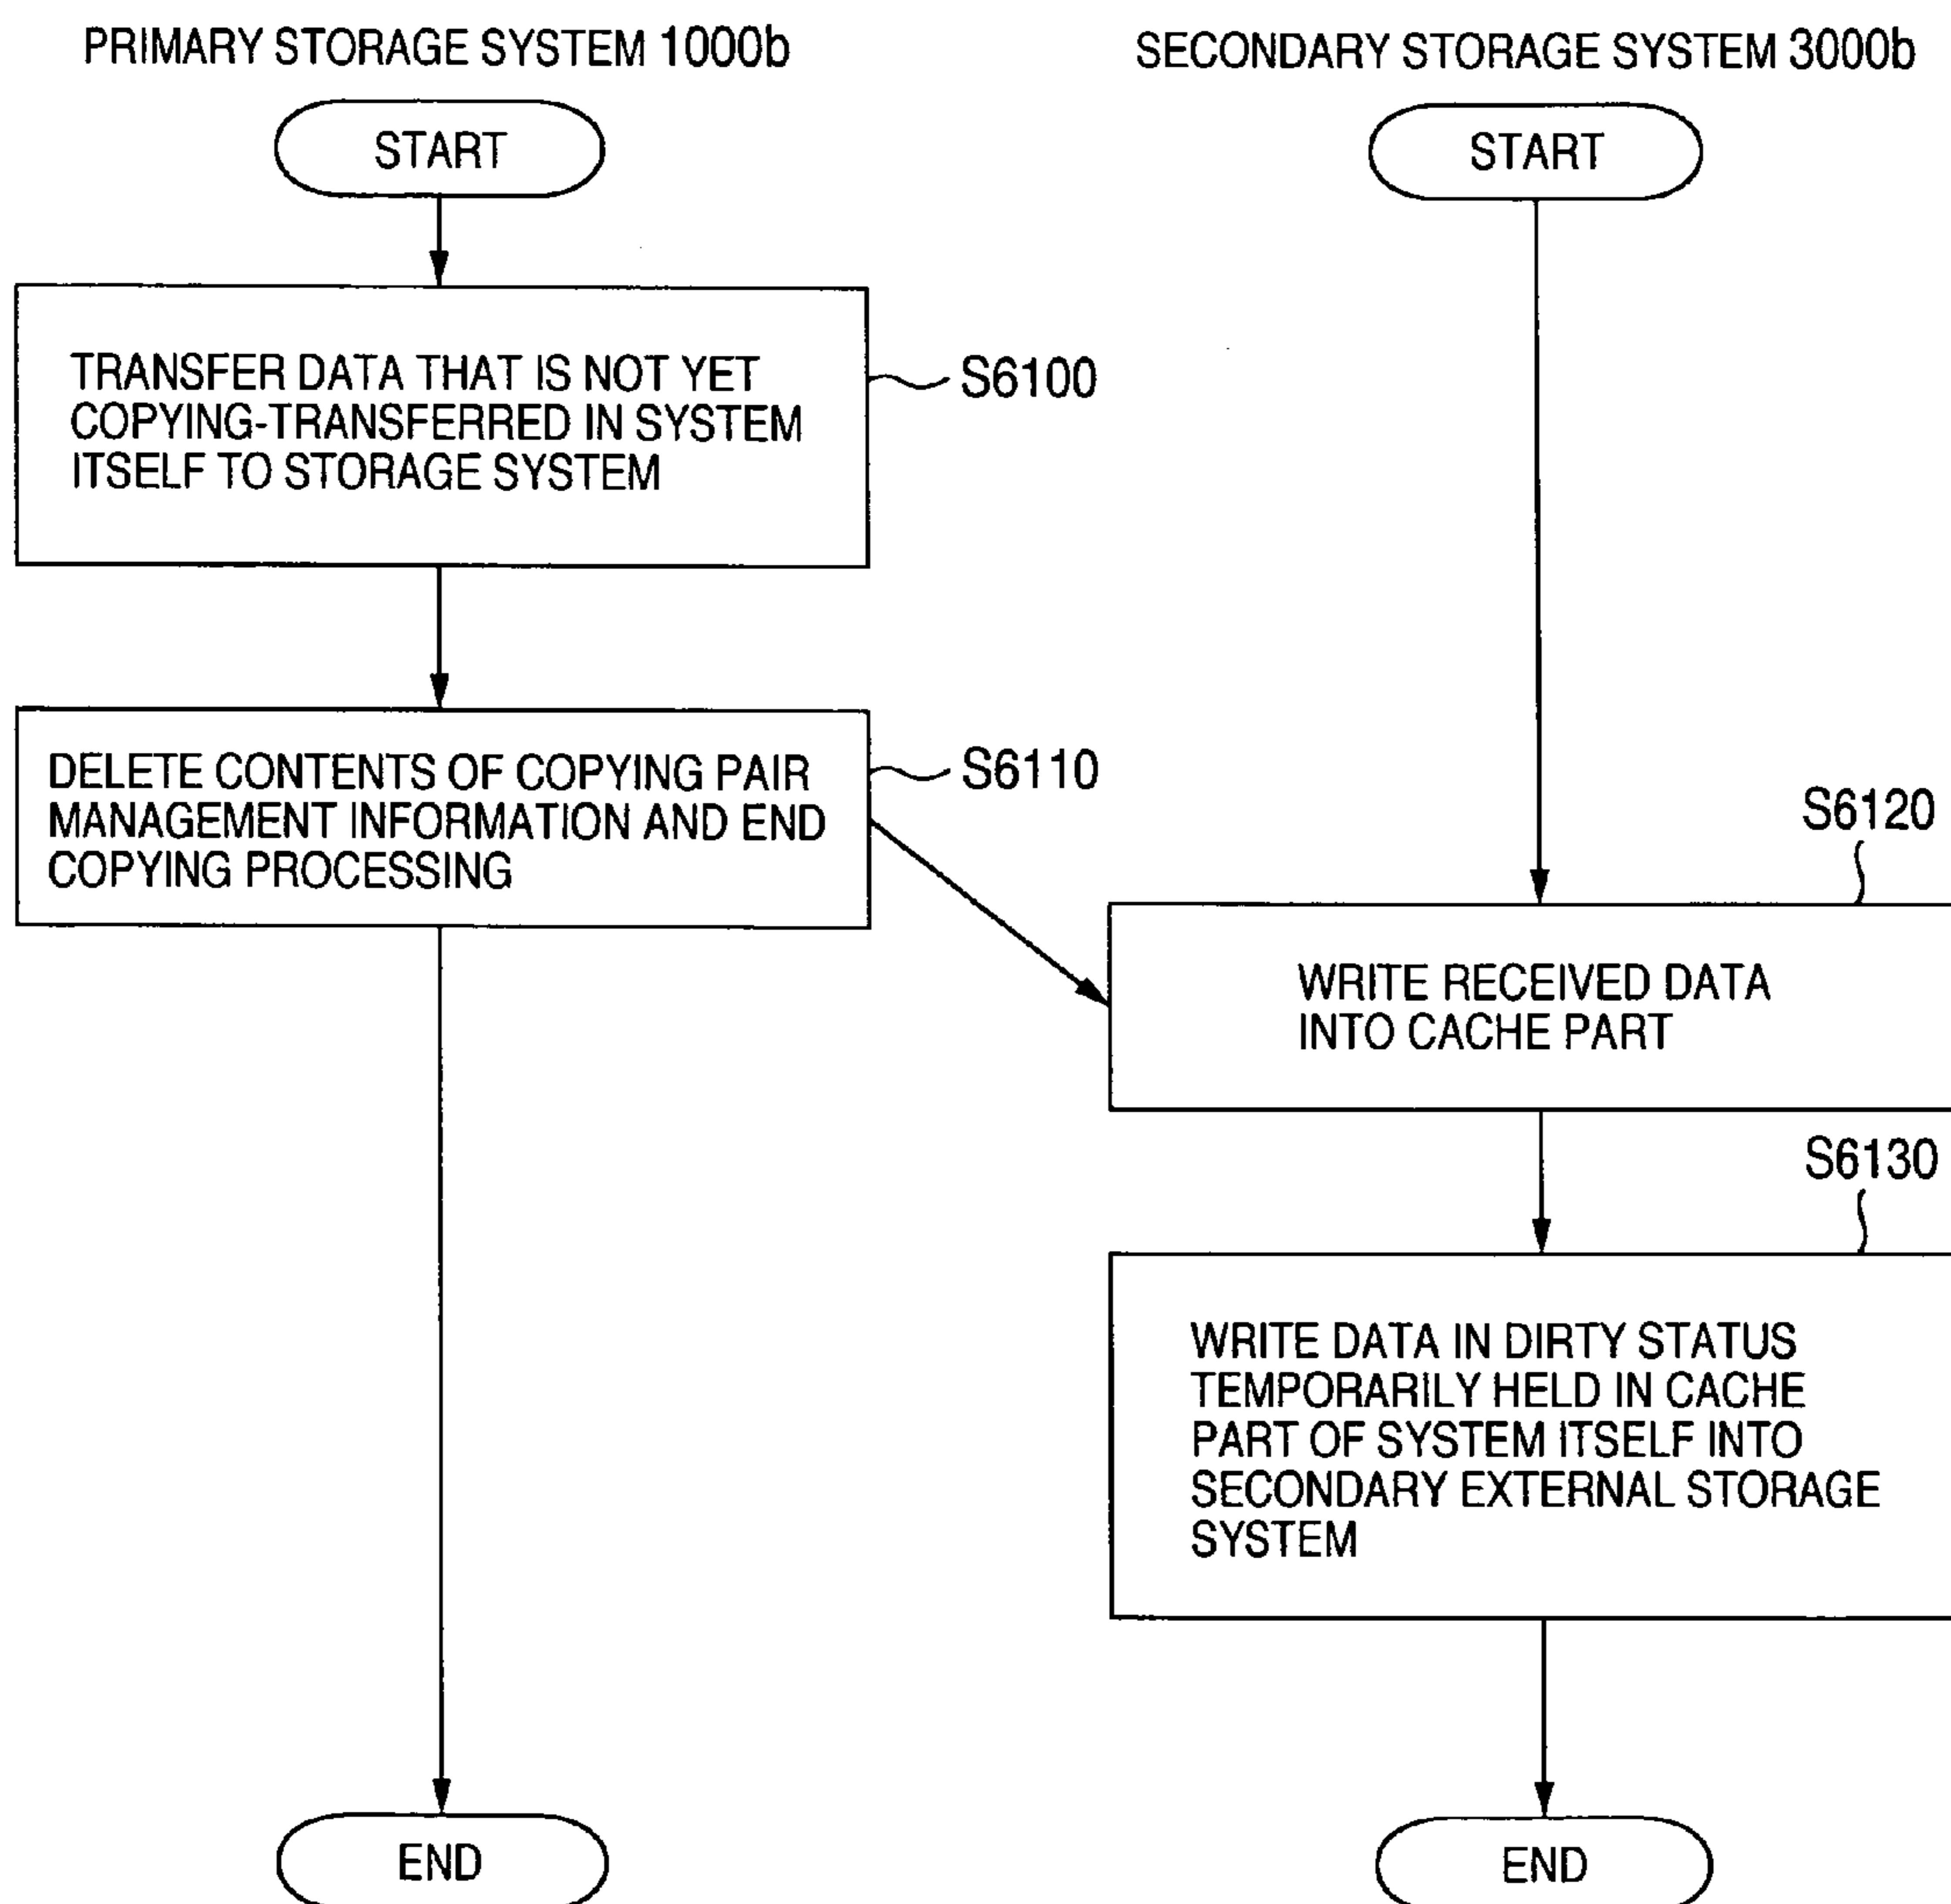 PRIMARY STORAGE SYSTEM 1000b
START
TRANSFER DATA THAT IS NOT YET
COPYING-TRANSFERRED IN SYSTEM
ITSELF TO STORAGE SYSTEM
S6100
DELETE CONTENTS OF COPYING PAIR
MANAGEMENT INFORMATION AND END
COPYING PROCESSING
S6110
END
SECONDARY STORAGE SYSTEM 3000b
START
S6120
WRITE RECEIVED DATA
INTO CACHE PART
S6130
WRITE DATA IN DIRTY STATUS
TEMPORARILY HELD IN CACHE
PART OF SYSTEM ITSELF INTO
SECONDARY EXTERNAL STORAGE
SYSTEM
END